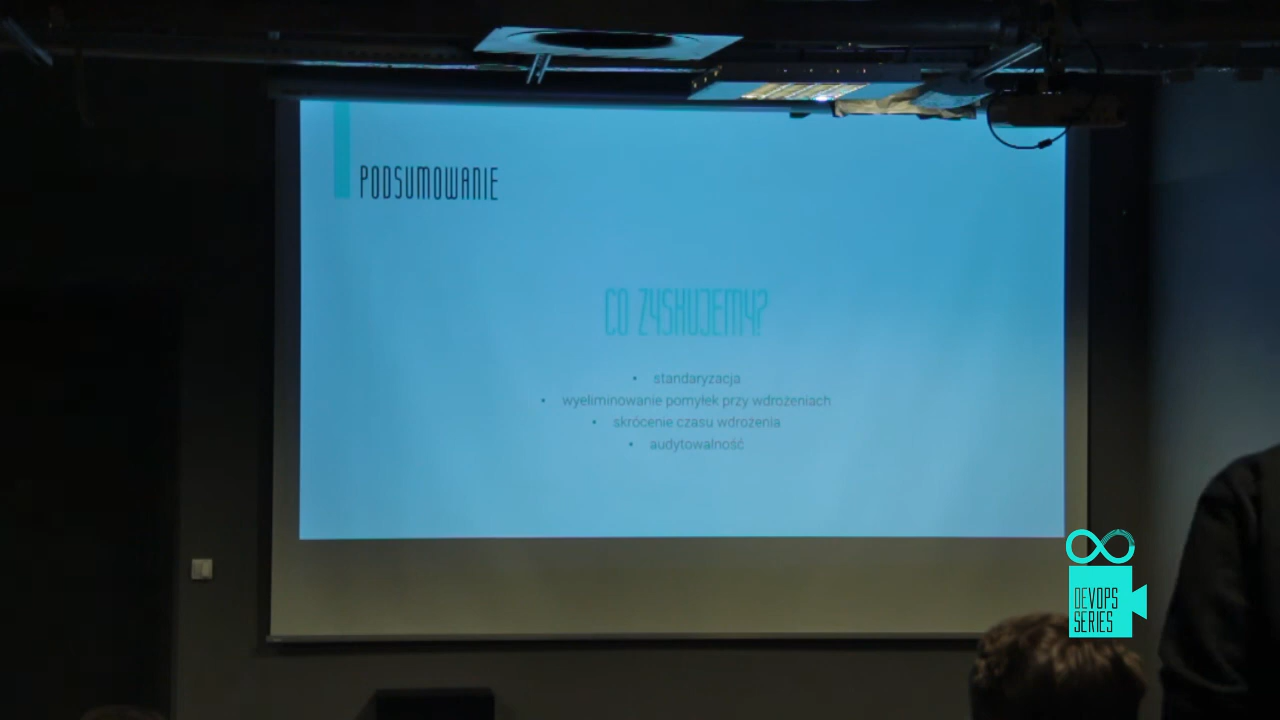 PODSUMOWANIE
CO ZYSKUJEMY?
• standaryzacja
• wyeliminowanie pomyłek przy wdrożeniach
• skrócenie czasu wdrożenia
• audytowalność
DEVOPS
SERIES